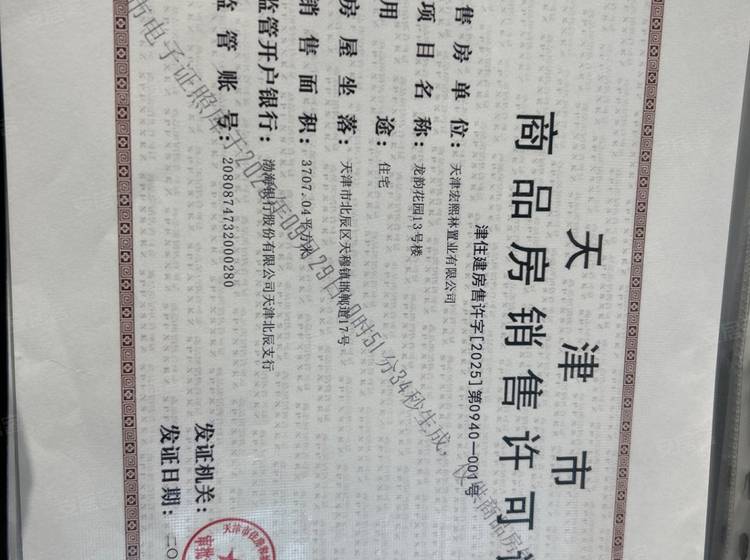 天津市
商品房销售许可
津住建房售许字[2025]第0940—001号
售房单位：天津宏熙林置业有限公司
项目名称：龙韵花园13号楼
用途：住宅
房屋坐落：天津市北辰区天穆镇邯郸道17号
销售面积：3707.04平方米
监管开户银行：渤海银行股份有限公司天津北辰支行
监管账号：2080874732000280
发证机关：
发证日期：二〇